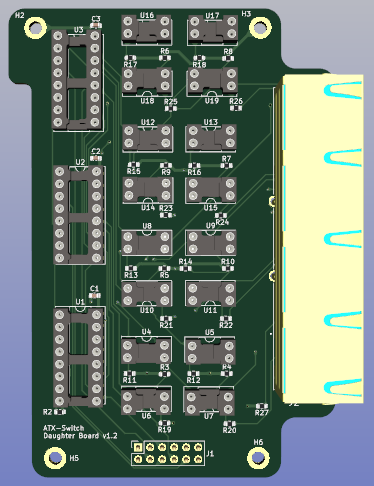 H2
C3
U16
U17
H3
U3
R6
R17
R18
R8
U18
U19
R25
R26
U12
U13
C2
U2
R15
R9
R16
R7
U14
U15
R23
R24
U8
U9
R13
R5
R14
R10
C1
U1
U10
U11
R21
R22
U4
U5
R11
R3
R12
R4
R2
U6
U7
R27
R19
R20
ATX-Switch
Daughter Board v1.2
J1
H5
H6